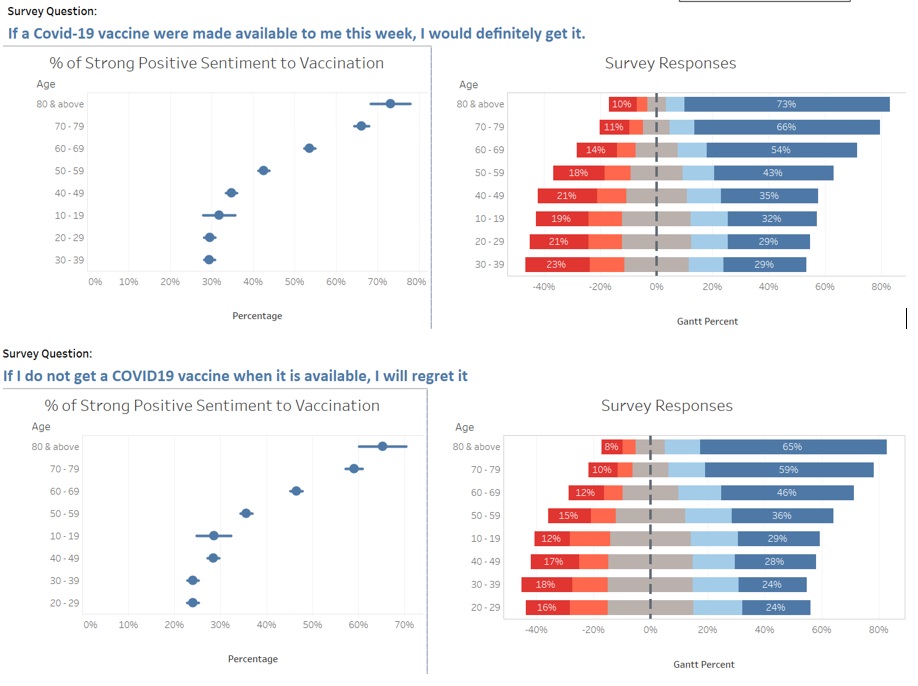 Survey Question:
If a Covid-19 vaccine were made available to me this week, I would definitely get it.
% of Strong Positive Sentiment to Vaccination
Age
80 & above
70 - 79
60 - 69
50 - 59
40 - 49
10 - 19
20 - 29
30 - 39
0% 10% 20% 30% 40% 50% 60% 70% 80%
Percentage
Survey Responses
Age
80 & above 10% 73%
70 - 79 11% 66%
60 - 69 14% 54%
50 - 59 18% 43%
40 - 49 21% 35%
10 - 19 19% 32%
20 - 29 21% 29%
30 - 39 23% 29%
-40% -20% 0% 20% 40% 60% 80%
Gantt Percent
Survey Question:
If I do not get a COVID19 vaccine when it is available, I will regret it
% of Strong Positive Sentiment to Vaccination
Age
80 & above
70 - 79
60 - 69
50 - 59
10 - 19
40 - 49
30 - 39
20 - 29
0% 10% 20% 30% 40% 50% 60% 70%
Percentage
Survey Responses
Age
80 & above 8% 65%
70 - 79 10% 59%
60 - 69 12% 46%
50 - 59 15% 36%
10 - 19 12% 29%
40 - 49 17% 28%
30 - 39 18% 24%
20 - 29 16% 24%
-40% -20% 0% 20% 40% 60% 80%
Gantt Percent